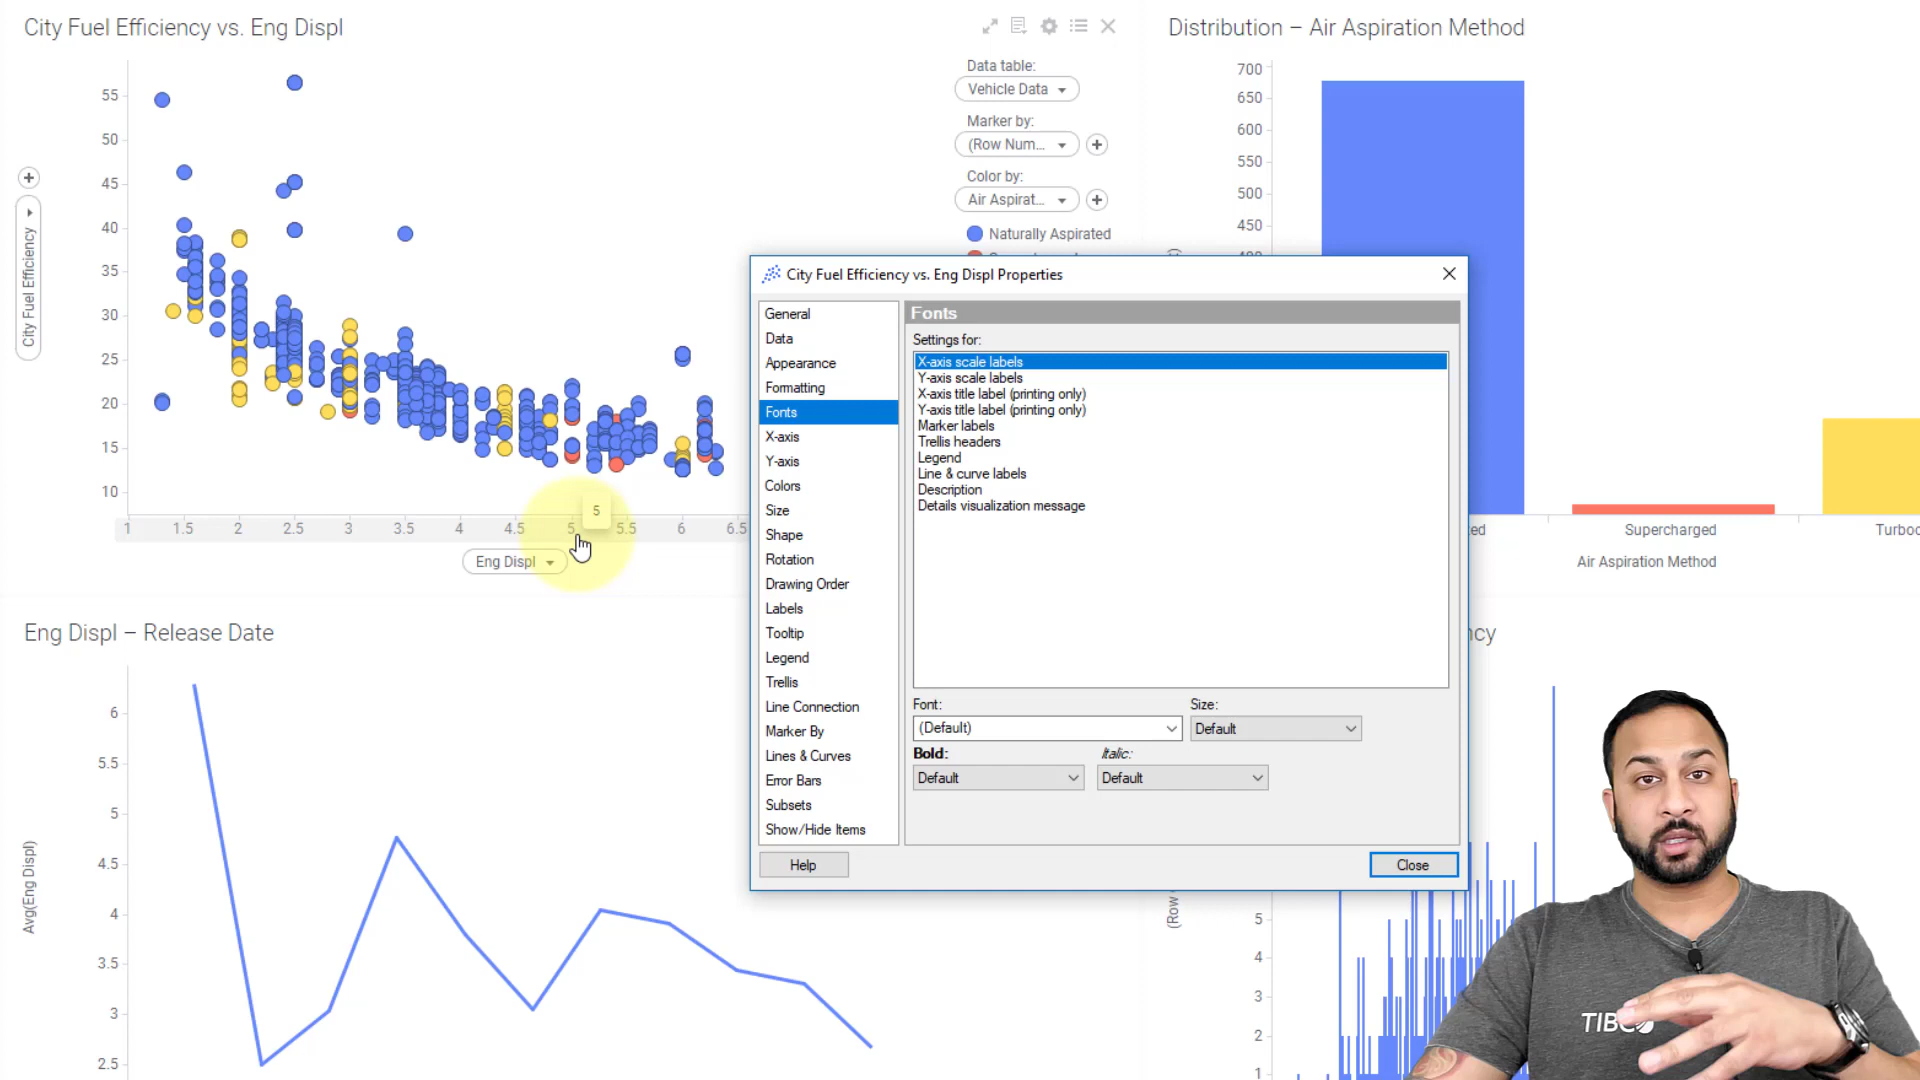 City Fuel Efficiency vs. Eng Displ
Data table:
Vehicle Data
Marker by:
(Row Num...
Color by:
Air Aspirat...
Naturally Aspirated
55
50
45
40
35
30
25
20
15
10
City Fuel Efficiency
5
1 1.5 2 2.5 3 3.5 4 4.5 5 5.5 6 6.5
Eng Displ
Distribution – Air Aspiration Method
700
650
600
550
500
450
400
ed Supercharged Turboc
Air Aspiration Method
City Fuel Efficiency vs. Eng Displ Properties
General
Data
Appearance
Formatting
Fonts
X-axis
Y-axis
Colors
Size
Shape
Rotation
Drawing Order
Labels
Tooltip
Legend
Trellis
Line Connection
Marker By
Lines & Curves
Error Bars
Subsets
Show/Hide Items
Fonts
Settings for:
X-axis scale labels
Y-axis scale labels
X-axis title label (printing only)
Y-axis title label (printing only)
Marker labels
Trellis headers
Legend
Line & curve labels
Description
Details visualization message
Font:
(Default)
Size:
Default
Bold:
Default
Italic:
Default
Help
Close
Eng Displ – Release Date
6
5.5
5
4.5
4
3.5
3
2.5
Avg(Eng Displ)
ncy
(Row
5
4
3
2
1
TIBC